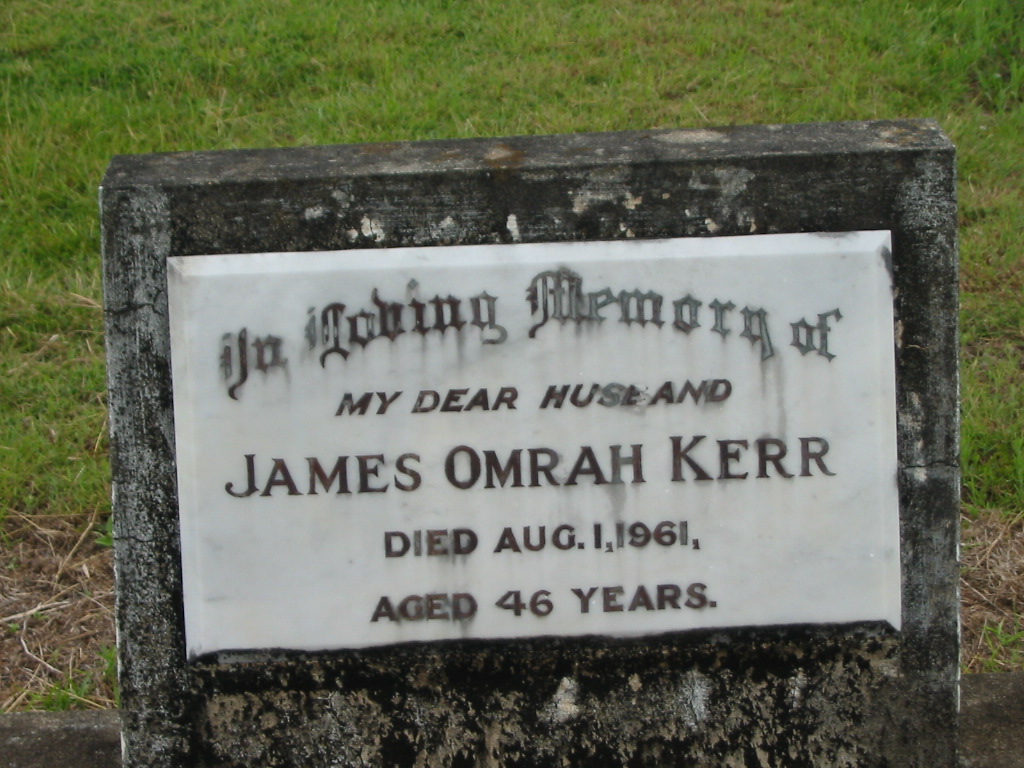 In Loving Memory of
MY DEAR HUSBAND
JAMES OMRAH KERR
DIED AUG. 1, 1961,
AGED 46 YEARS.